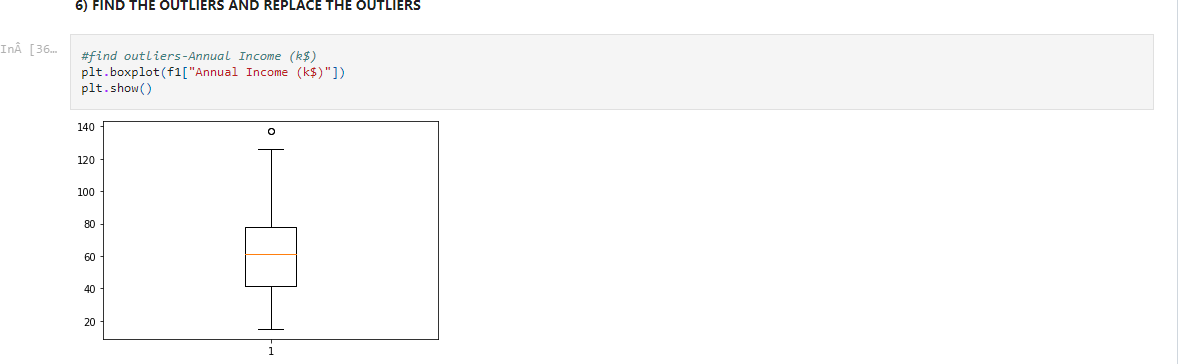 6) FIND THE OUTLIERS AND REPLACE THE OUTLIERS
InÂ [36…
#find outliers-Annual Income (k$)
plt.boxplot(f1["Annual Income (k$)"])
plt.show()
140
120
100
80
60
40
20
1